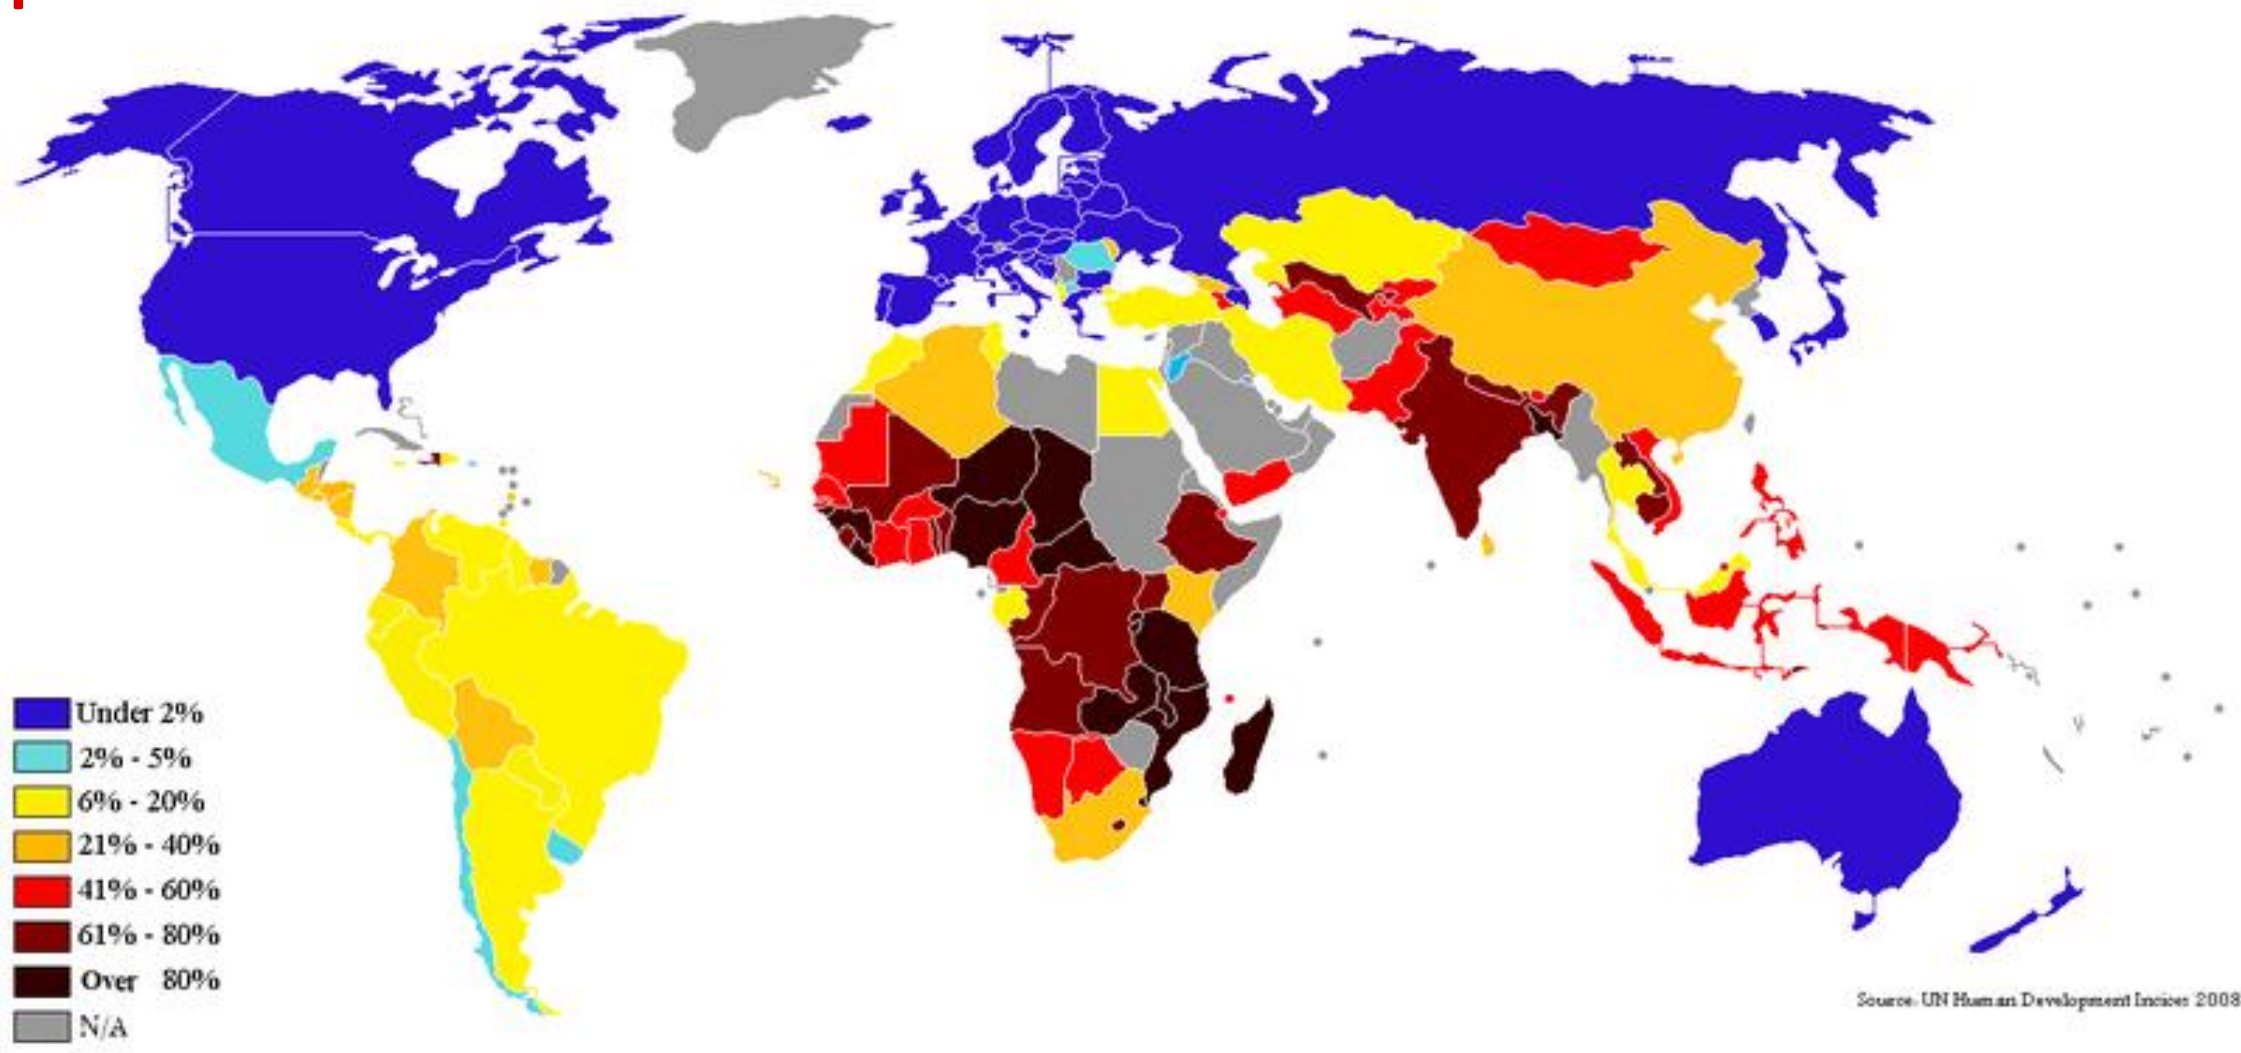 Under 2%
2% - 5%
6% - 20%
21% - 40%
41% - 60%
61% - 80%
Over 80%
N/A
Source: UN Human Development Incices 2008